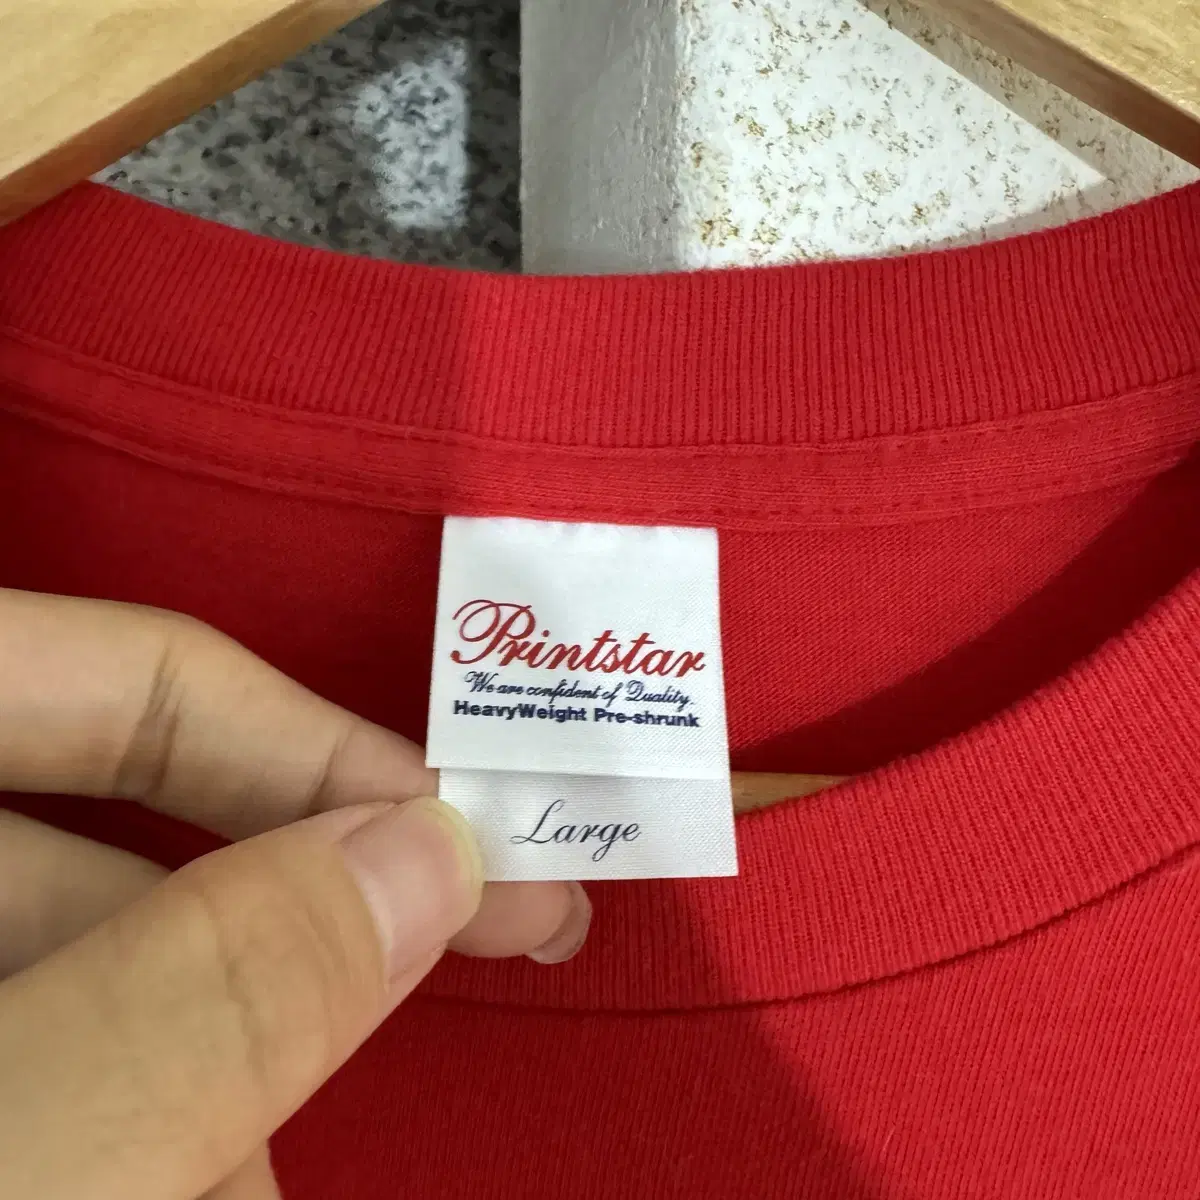 Printstar
We are confident of Quality.
HeavyWeight Pre-shrunk
Large